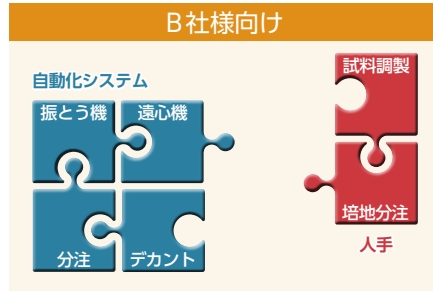 B社様向け
自動化システム
振とう機
遠心機
分注
デカント
試料調製
培地分注
人手